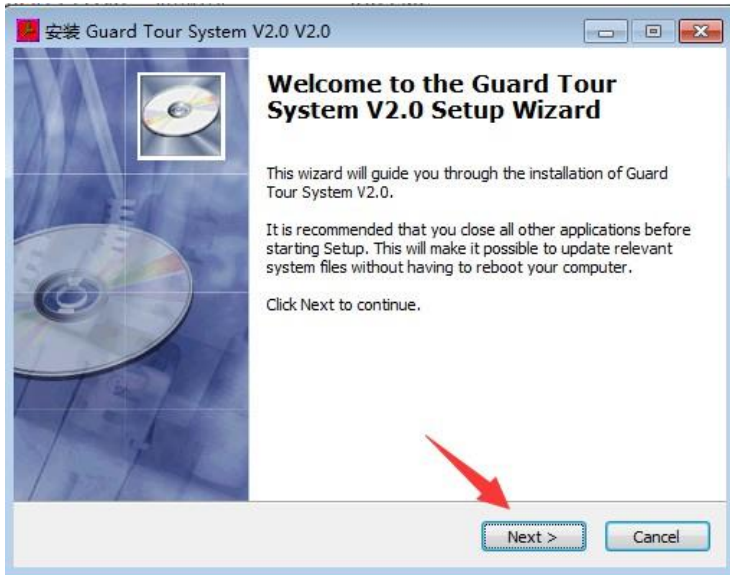 安装 Guard Tour System V2.0 V2.0
Welcome to the Guard Tour
System V2.0 Setup Wizard
This wizard will guide you through the installation of Guard
Tour System V2.0.
It is recommended that you close all other applications before
starting Setup. This will make it possible to update relevant
system files without having to reboot your computer.
Click Next to continue.
Next >
Cancel